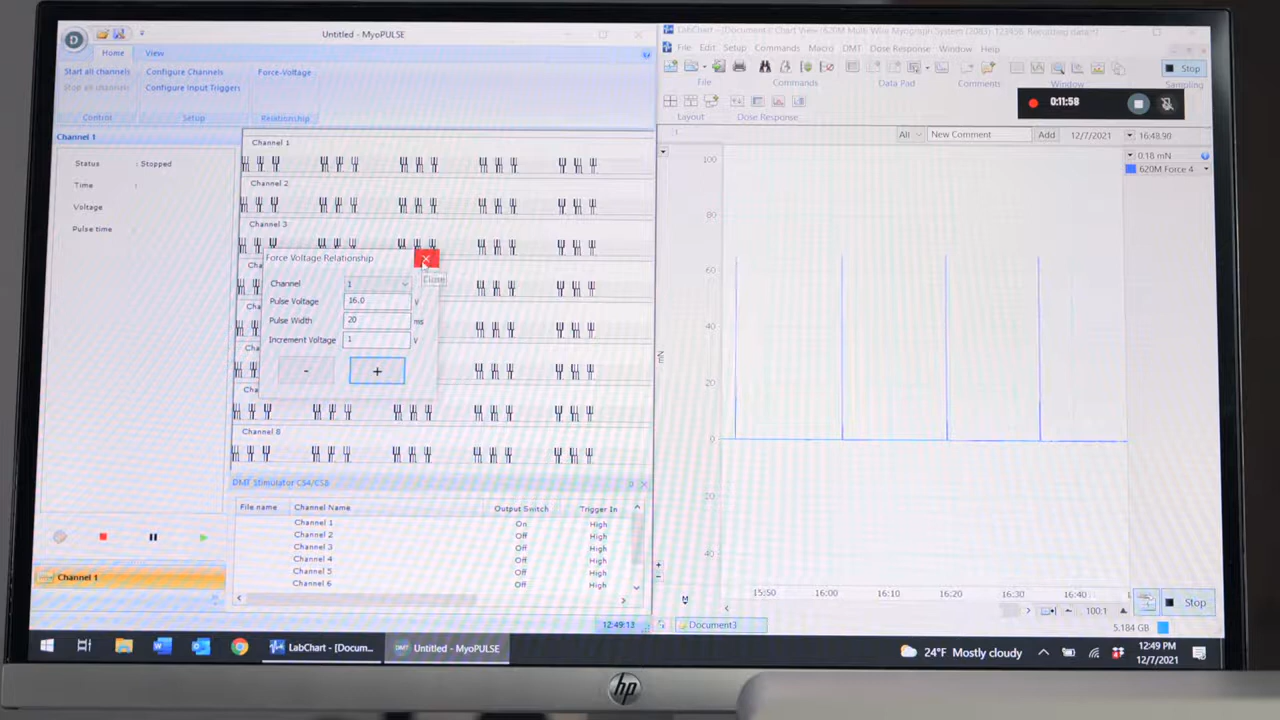 D
Untitled - MyoPULSE
Home
View
Start all channels
Configure Channels
Force-Voltage
Stop all channels
Configure Input Triggers
Control
Setup
Relationship
Channel 1
Status : Stopped
Time :
Voltage
Pulse time
Channel 1
Channel 2
Channel 3
Cha
Cha
Cha
Cha
Channel 8
Force Voltage Relationship
Close
Channel 1
Pulse Voltage 16.0 V
Pulse Width 20 ms
Increment Voltage 1 V
- +
DMT Stimulator CS4/CS8
File name Channel Name Output Switch Trigger In
Channel 1 On High
Channel 2 Off High
Channel 3 Off High
Channel 4 Off High
Channel 5 Off High
Channel 6 Off High
Channel 1
12:49:13
File Edit Setup Commands Macro DMT Dose Response Window Help
File
Commands
Data Pad
Comments
Window
Stop
Sampling
0:11:58
Layout
Dose Response
All
New Comment
Add
12/7/2021
16:48.90
0.18 mN
620M Force 4
100
80
60
40
20
0
20
40
mN
15:50 16:00 16:10 16:20 16:30 16:40
M
100:1
Stop
Document3
5.184 GB
LabChart - [Docum...
DMT
Untitled - MyoPULSE
24°F Mostly cloudy
12:49 PM
12/7/2021
hp